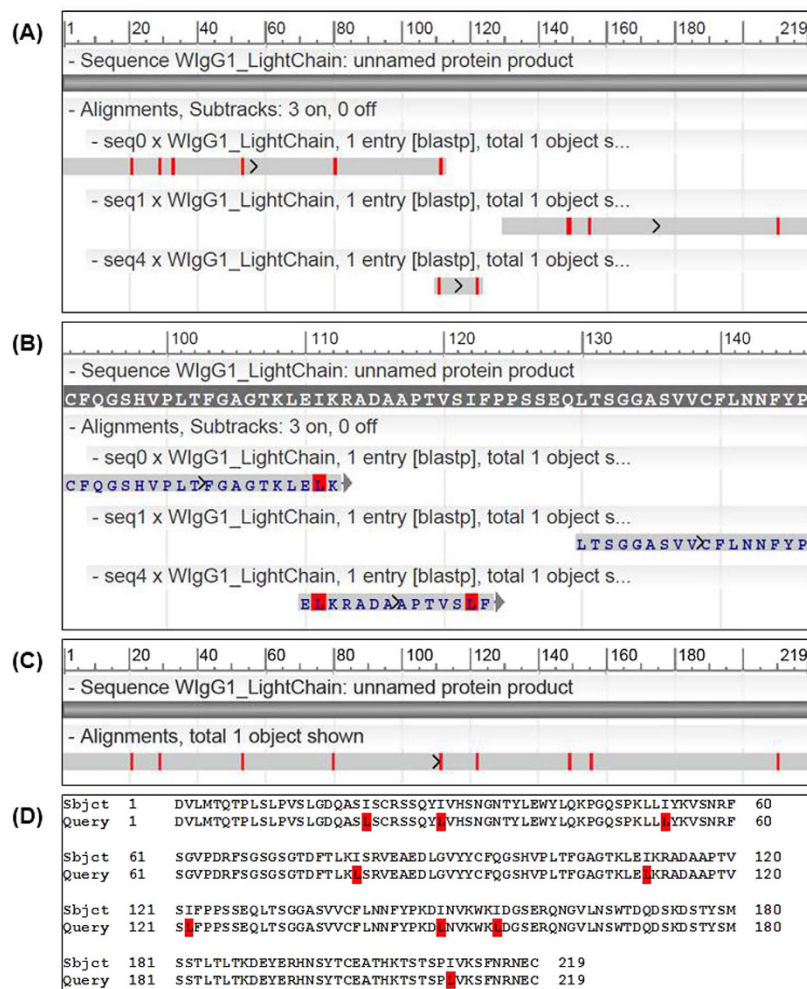 (A)
1 20 40 60 80 100 120 140 160 180 219
- Sequence WIgG1_LightChain: unnamed protein product
- Alignments, Subtracks: 3 on, 0 off
- seq0 x WIgG1_LightChain, 1 entry [blastp], total 1 object s...
- seq1 x WIgG1_LightChain, 1 entry [blastp], total 1 object s...
- seq4 x WIgG1_LightChain, 1 entry [blastp], total 1 object s...
(B)
100 110 120 130 140
- Sequence WIgG1_LightChain: unnamed protein product
CFQGSHVPLTFGAGTKLEIKRADAAPTVSIFPPSSEQLTSGGASVVCFLNNFYP
- Alignments, Subtracks: 3 on, 0 off
- seq0 x WIgG1_LightChain, 1 entry [blastp], total 1 object s...
CFQGSHVPLTFGAGTKLELK
- seq1 x WIgG1_LightChain, 1 entry [blastp], total 1 object s...
LTSGGASVVCFLNNFYP
- seq4 x WIgG1_LightChain, 1 entry [blastp], total 1 object s...
ELKRADAAPTVSLF
(C)
1 20 40 60 80 100 120 140 160 180 219
- Sequence WIgG1_LightChain: unnamed protein product
- Alignments, total 1 object shown
(D)
Sbjct 1 DVLMTQTPLSLPVSLGDQASISCRSSQYIVHSNGNTYLEWYLQKPGQSPKLLIYKVSNRF 60
Query 1 DVLMTQTPLSLPVSLGDQASLSCRSSQYLVHSNGNTYLEWYLQKPGQSPKLLLYKVSNRF 60
Sbjct 61 SGVPDRFSGSGSGTDFTLKISRVEAEDLGVYYCFQGSHVPLTFGAGTKLEIKRADAAPTV 120
Query 61 SGVPDRFSGSGSGTDFTLKLSRVEAEDLGVYYCFQGSHVPLTFGAGTKLELKRADAAPTV 120
Sbjct 121 SIFPPSSEQLTSGGASVVCFLNNFYPKDINVKWKIDGSERQNGVLNSWTDQDSKDSTYSM 180
Query 121 SLFPPSSEQLTSGGASVVCFLNNFYPKDLNVKWKLDGSERQNGVLNSWTDQDSKDSTYSM 180
Sbjct 181 SSTLTLTKDEYERHNSYTCEATHKTSTSPIVKSFNRNEC 219
Query 181 SSTLTLTKDEYERHNSYTCEATHKTSTSPLVKSFNRNEC 219